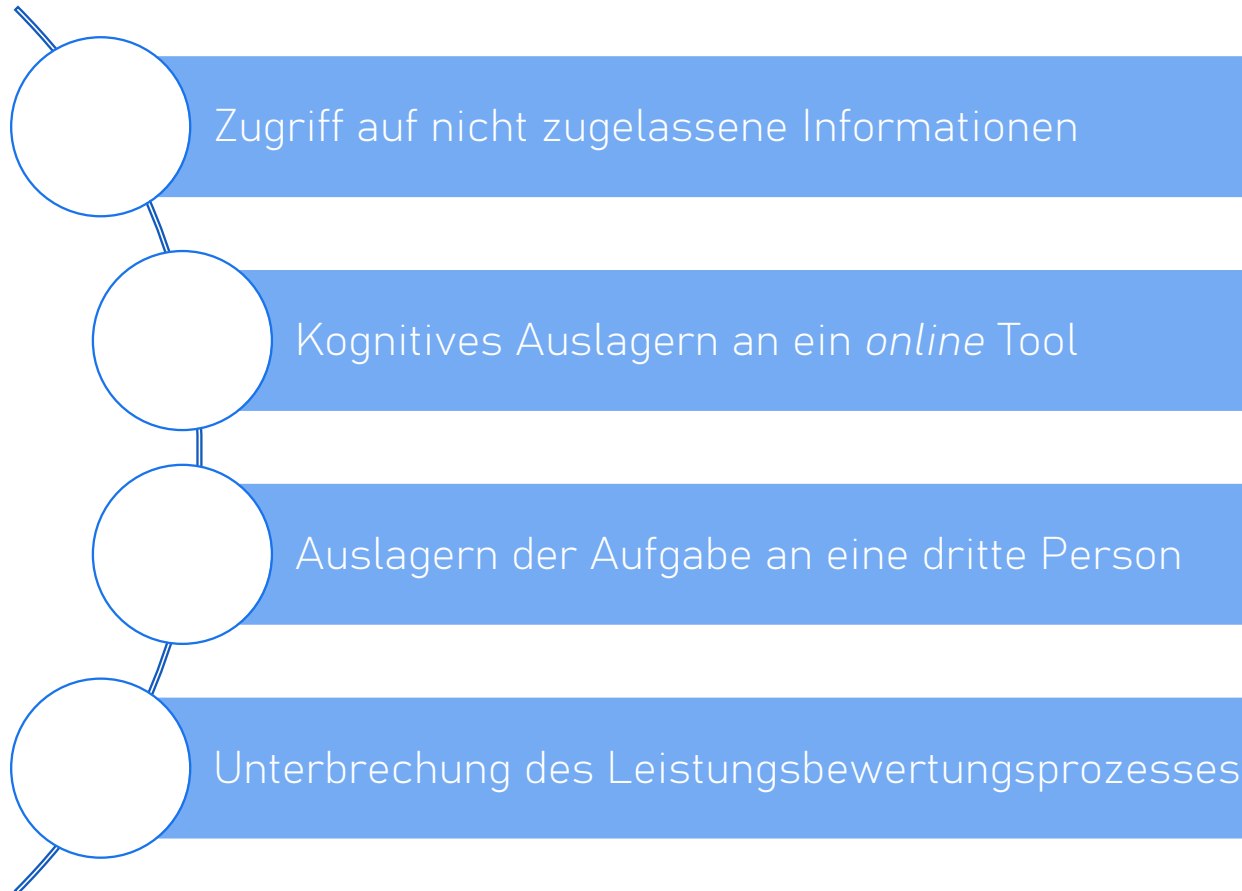 Zugriff auf nicht zugelassene Informationen
Kognitives Auslagern an ein online Tool
Auslagern der Aufgabe an eine dritte Person
Unterbrechung des Leistungsbewertungsprozesses